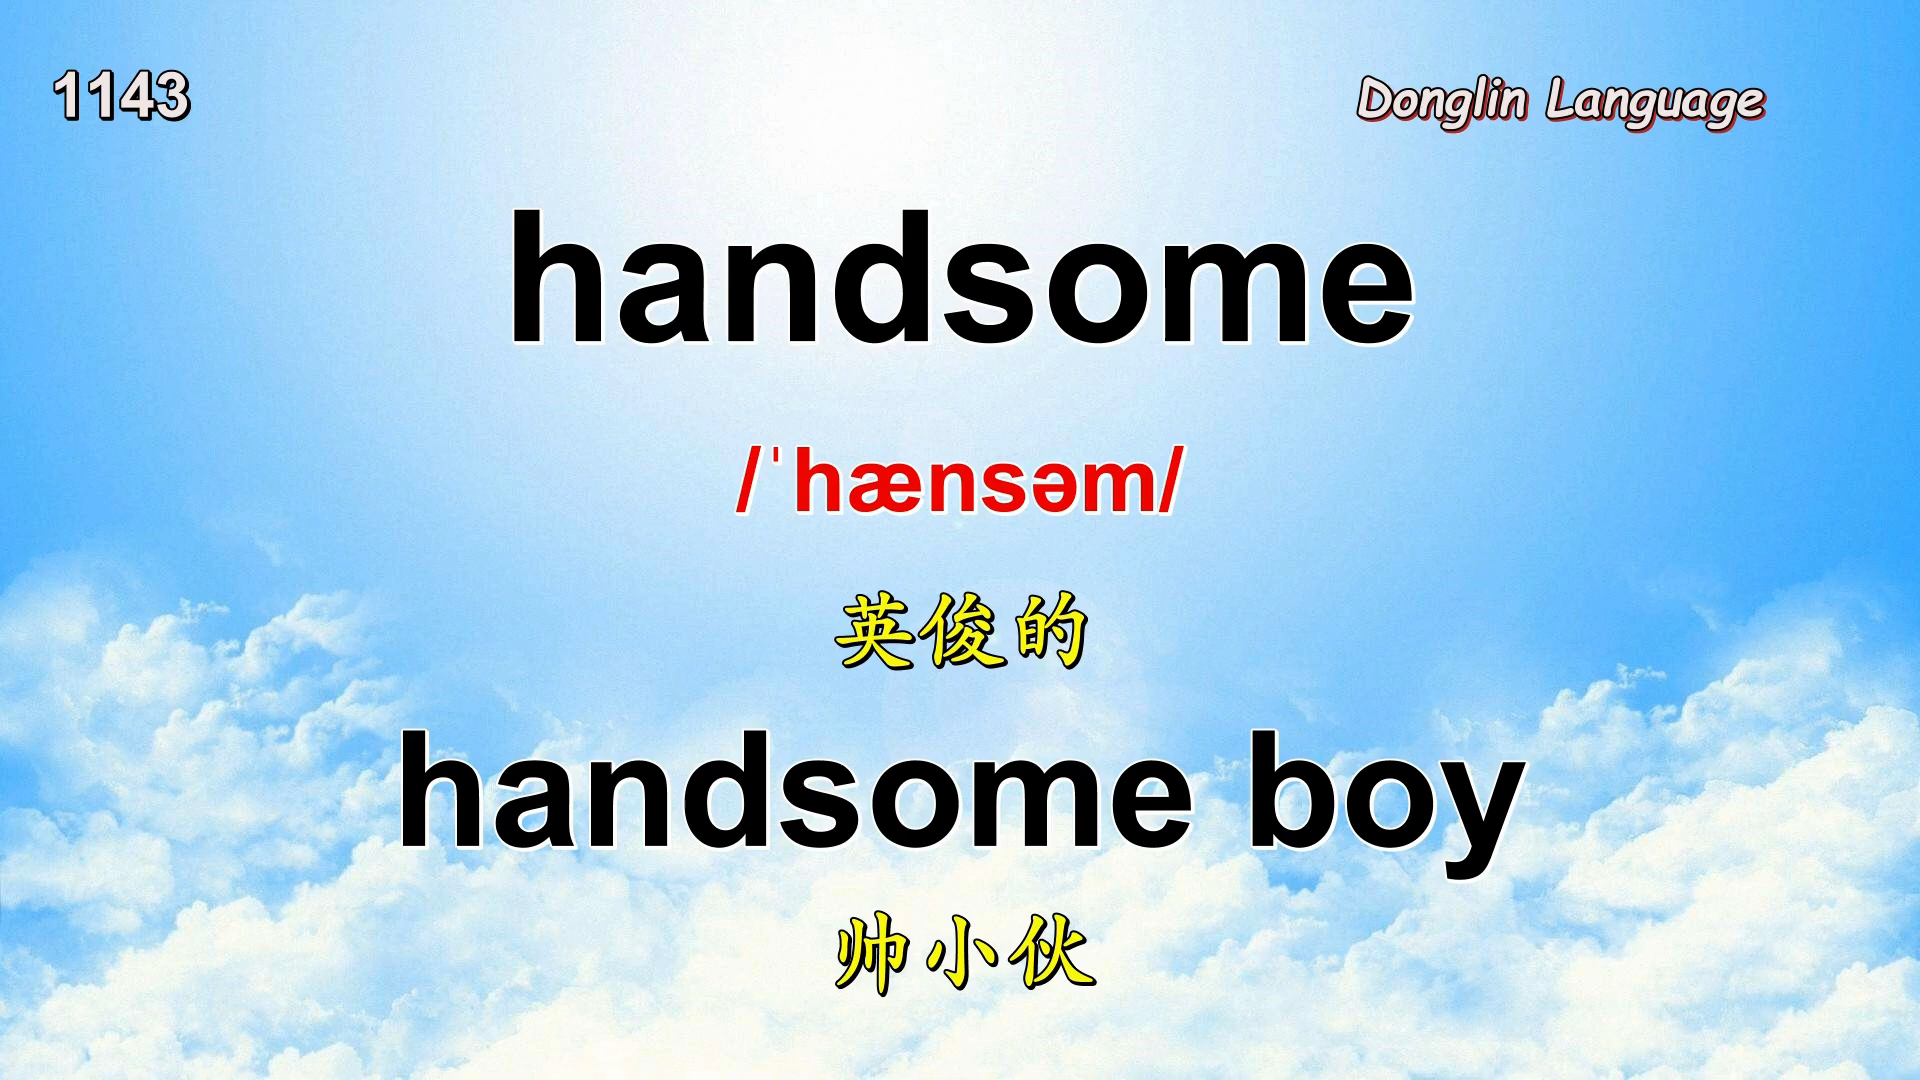 1143
Donglin Language
handsome
/ˈhænsəm/
英俊的
handsome boy
帅小伙